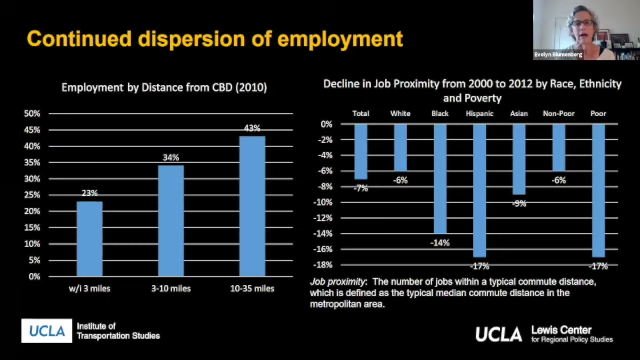 Continued dispersion of employment
Evelyn Blumenberg
Employment by Distance from CBD (2010)
50%
45%
40%
35%
30%
25%
20%
15%
10%
5%
0%
23%
34%
43%
w/i 3 miles
3-10 miles
10-35 miles
Decline in Job Proximity from 2000 to 2012 by Race, Ethnicity
and Poverty
Total
White
Black
Hispanic
Asian
Non-Poor
Poor
0%
-2%
-4%
-6%
-8%
-10%
-12%
-14%
-16%
-18%
-7%
-6%
-14%
-17%
-9%
-6%
-17%
Job proximity: The number of jobs within a typical commute distance,
which is defined as the typical median commute distance in the
metropolitan area.
UCLA
Institute of
Transportation Studies
UCLA
Lewis Center
for Regional Policy Studies